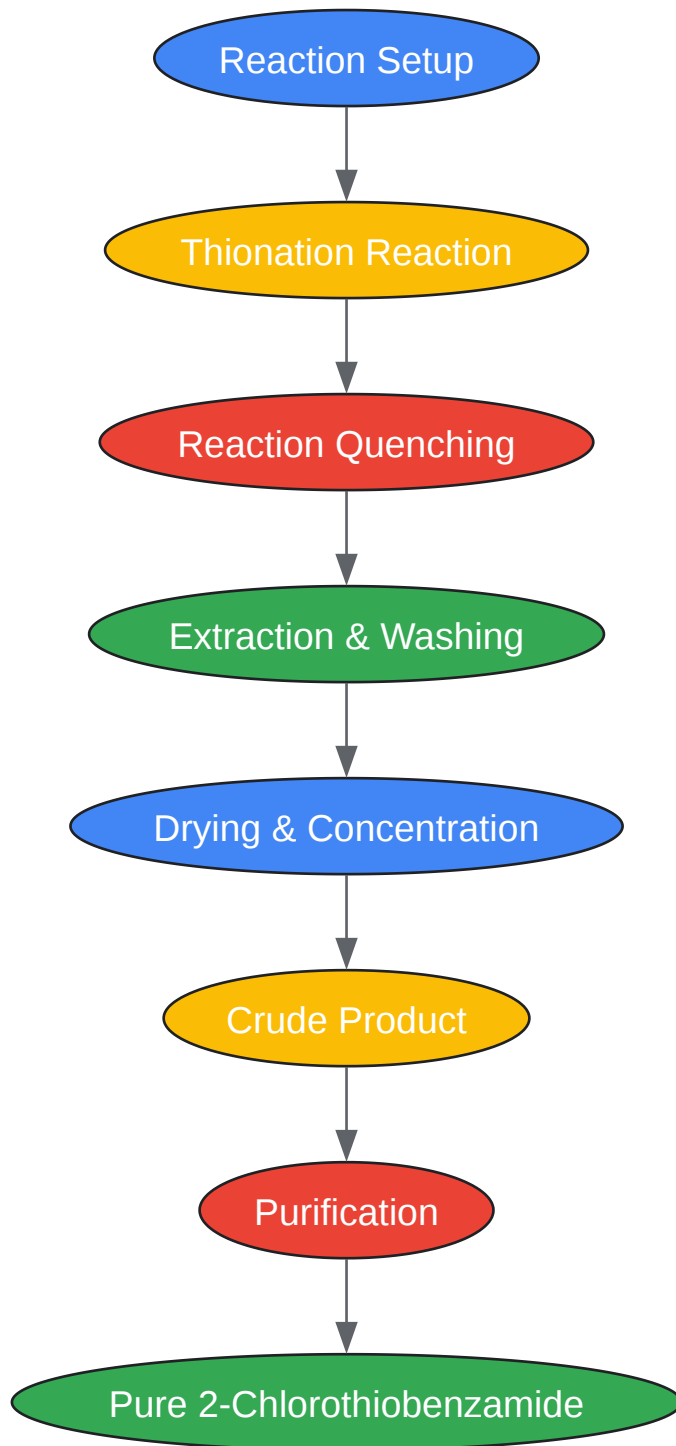 Reaction Setup
Thionation Reaction
Reaction Quenching
Extraction & Washing
Drying & Concentration
Crude Product
Purification
Pure 2-Chlorothiobenzamide